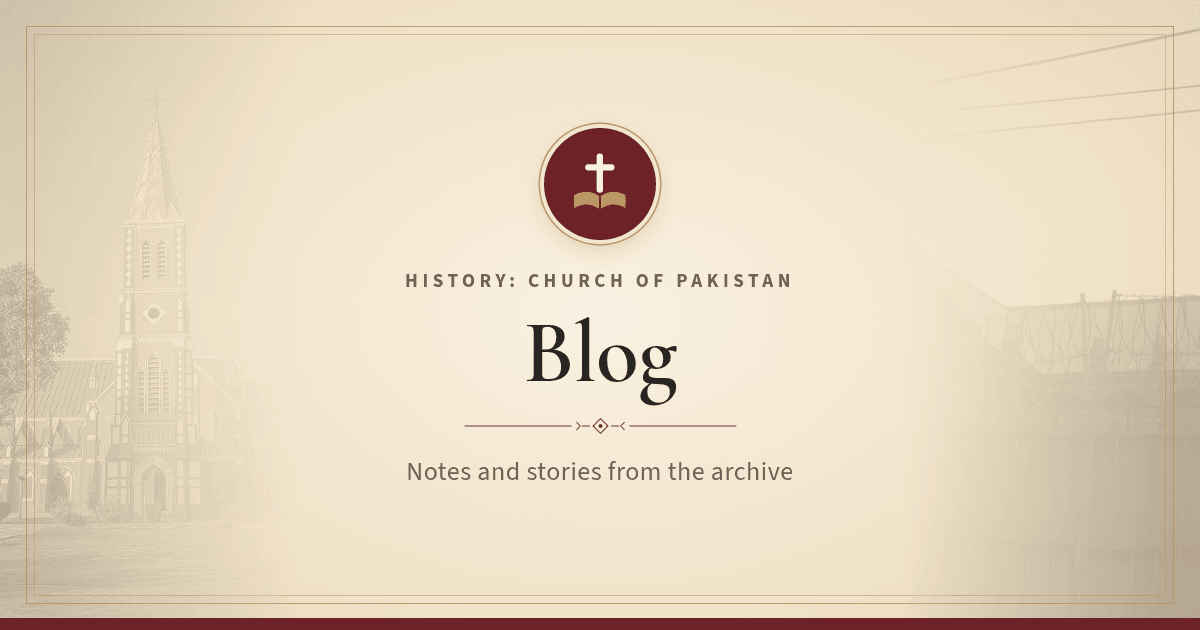 HISTORY: CHURCH OF PAKISTAN
Blog
Notes and stories from the archive